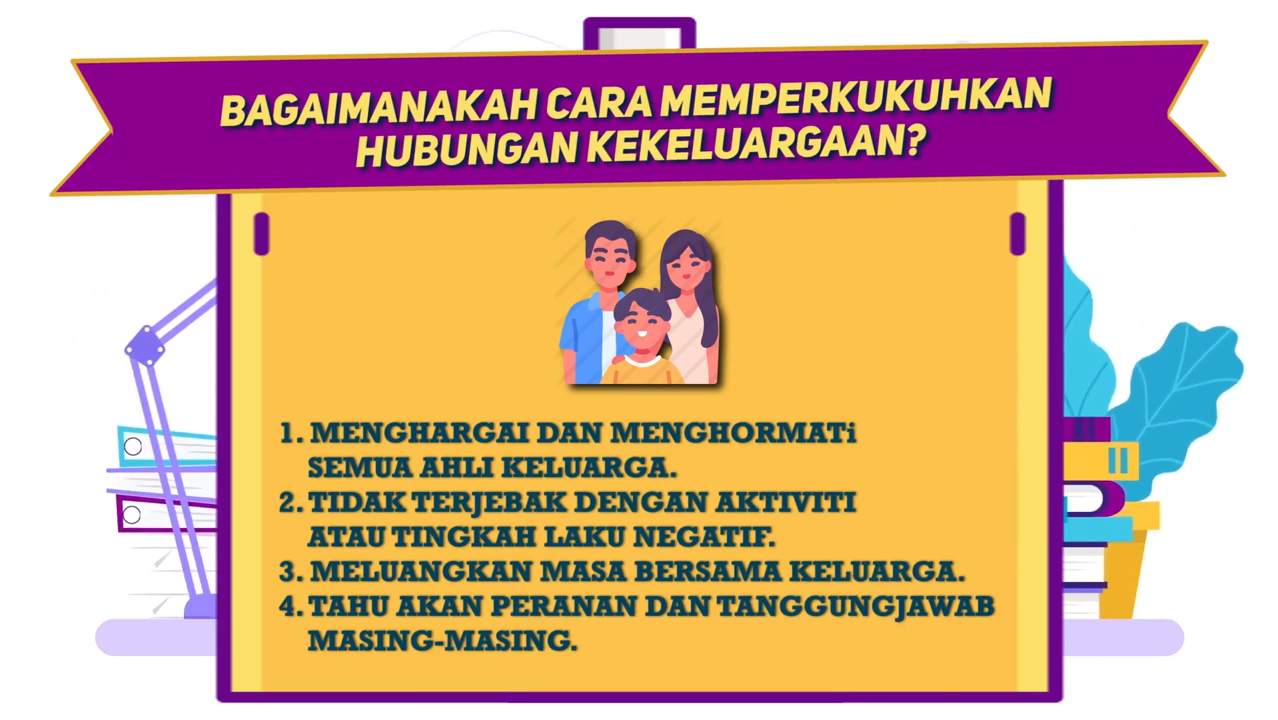 BAGAIMANAKAH CARA MEMPERKUKUHKAN
HUBUNGAN KEKELUARGAAN?
1. MENGHARGAI DAN MENGHORMATi
SEMUA AHLI KELUARGA.
2. TIDAK TERJEBAK DENGAN AKTIVITI
ATAU TINGKAH LAKU NEGATIF.
3. MELUANGKAN MASA BERSAMA KELUARGA.
4. TAHU AKAN PERANAN DAN TANGGUNGJAWAB
MASING-MASING.